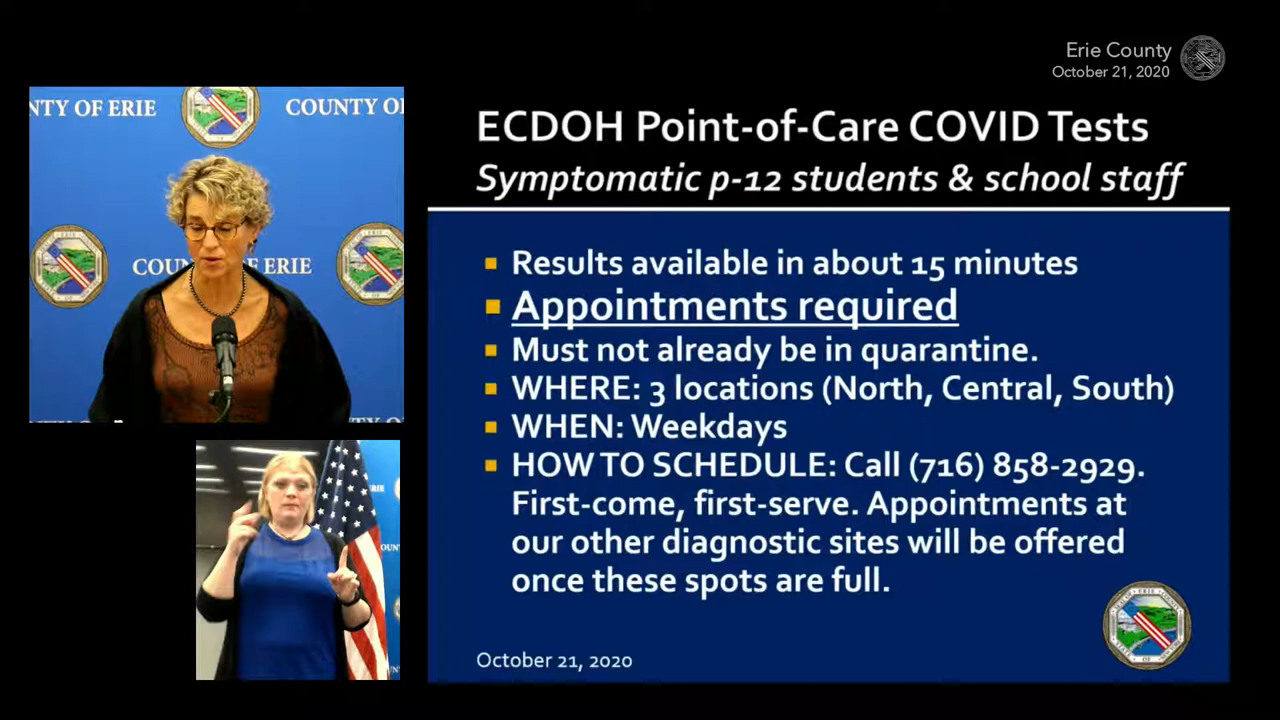 Erie County
October 21, 2020
NTY OF ERIE
COUNTY O
ECDOH Point-of-Care COVID Tests
Symptomatic p-12 students & school staff
Results available in about 15 minutes
Appointments required
Must not already be in quarantine.
WHERE: 3 locations (North, Central, South)
WHEN: Weekdays
HOW TO SCHEDULE: Call (716) 858-2929.
First-come, first-serve. Appointments at
our other diagnostic sites will be offered
once these spots are full.
October 21, 2020